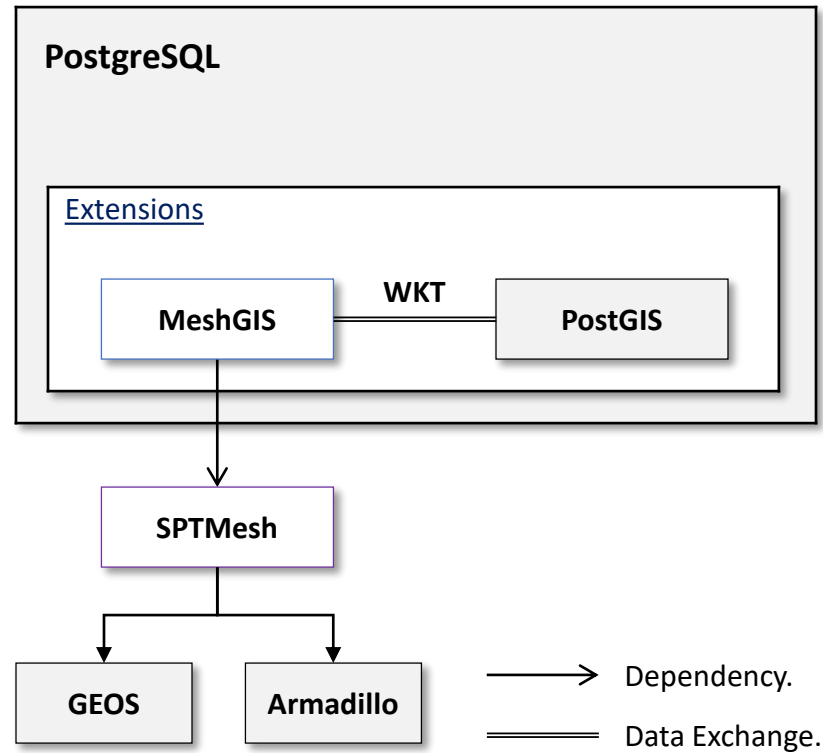 PostgreSQL
Extensions
WKT
MeshGIS
PostGIS
SPTMesh
GEOS
Armadillo
Dependency.
Data Exchange.